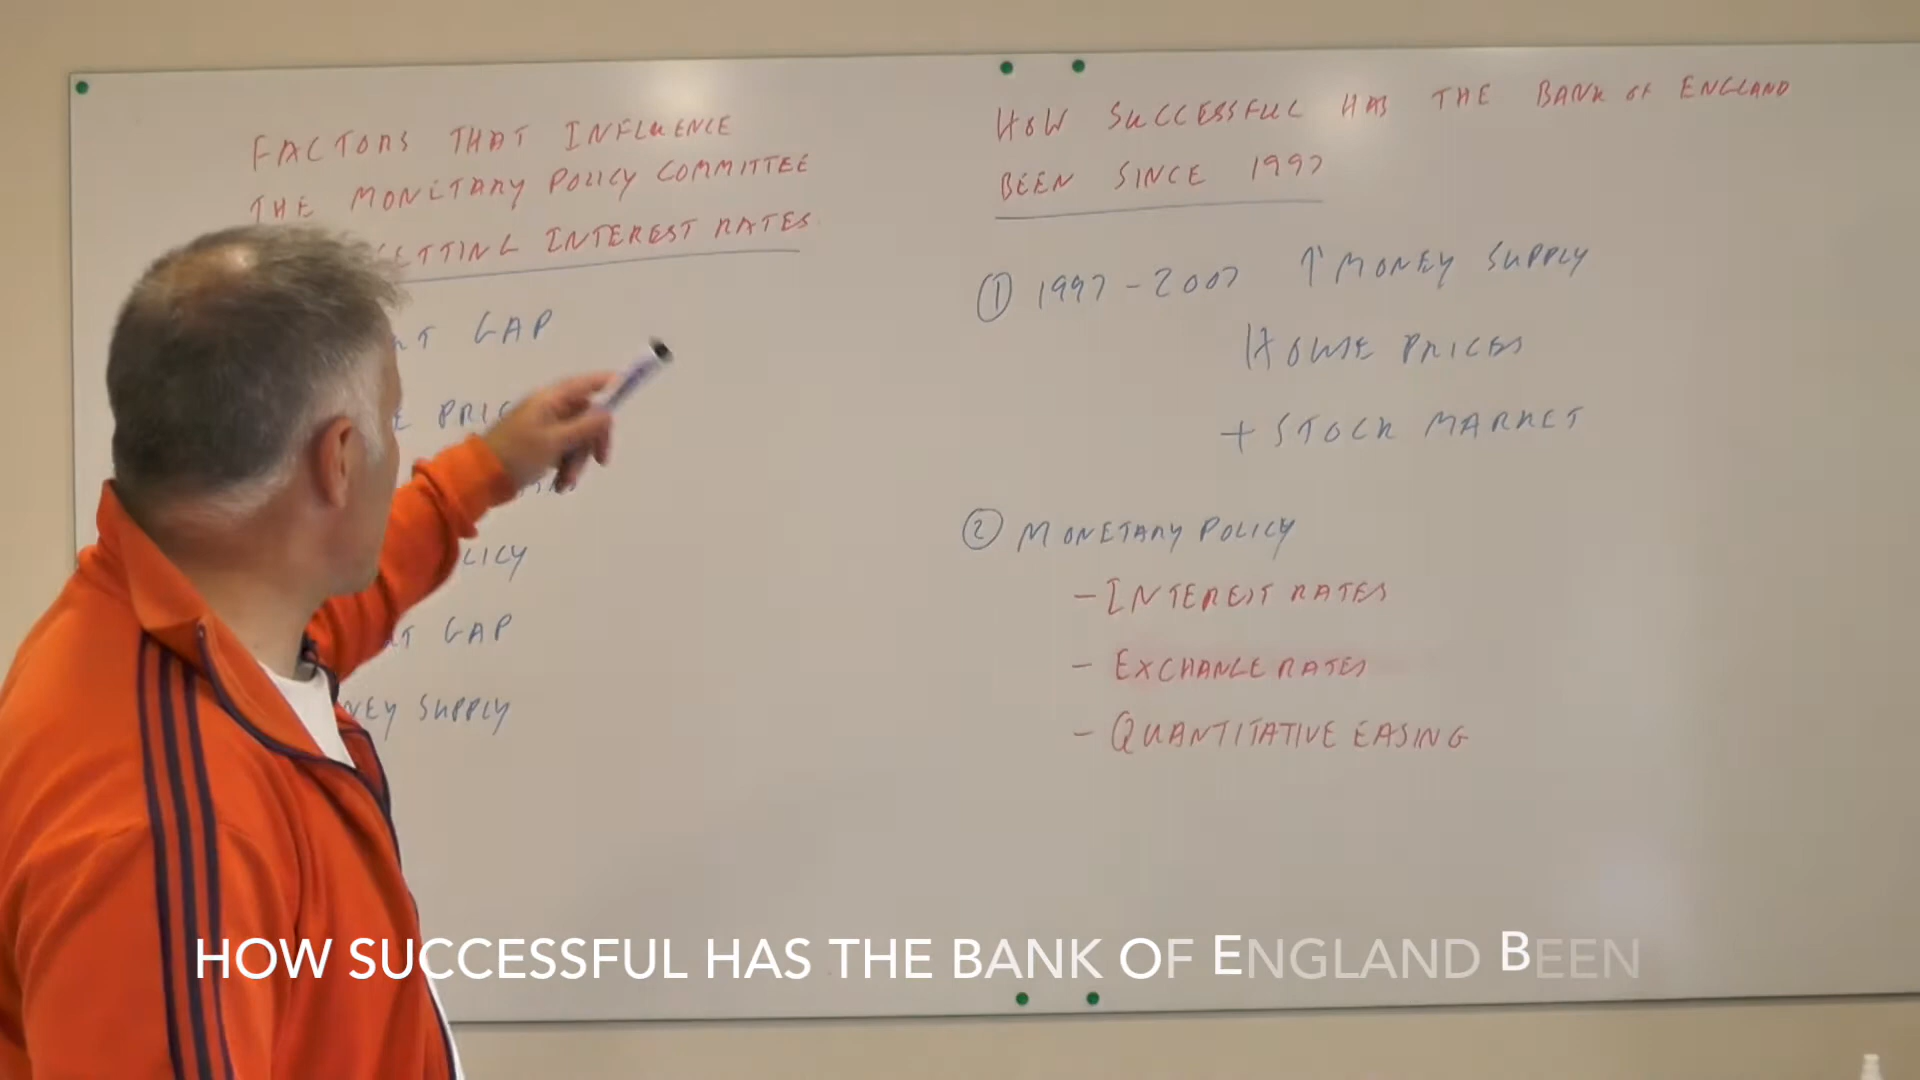 FACTORS THAT INFLUENCE
THE MONETARY POLICY COMMITTEE
INTEREST RATES.
GAP
GAP
SUPPLY
HOW SUCCESSFUL HAS THE BANK OF ENGLAND
BEEN SINCE 1997
① 1997-2007 ↑ MONEY SUPPLY
HOUSE PRICES
+ STOCK MARKET
② MONETARY POLICY
- INTEREST RATES
- EXCHANGE RATES
- QUANTITATIVE EASING
HOW SUCCESSFUL HAS THE BANK OF ENGLAND BEEN